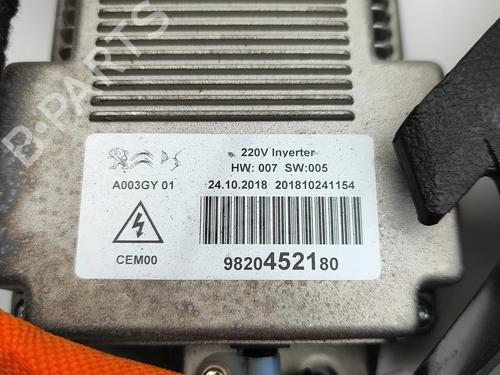 B-PARTS
220V Inverter
HW: 007 SW:005
A003GY 01
24.10.2018 201810241154
CEM00
9820452180